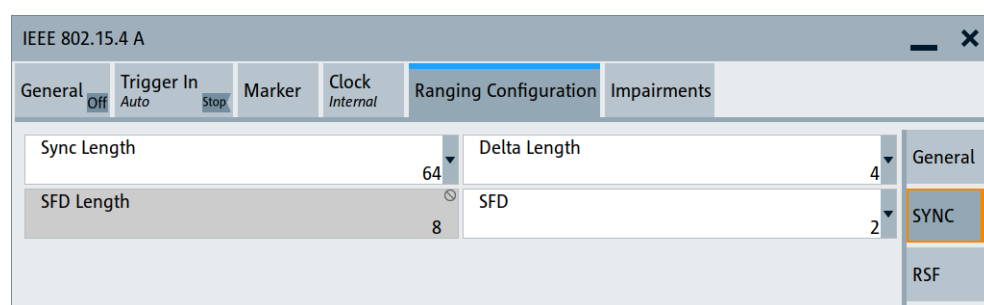 IEEE 802.15.4 A
General Off
Trigger In
Auto Stop
Marker
Clock
Internal
Ranging Configuration
Impairments
Sync Length
64
Delta Length
4
General
SFD Length
8
SFD
2
SYNC
RSF